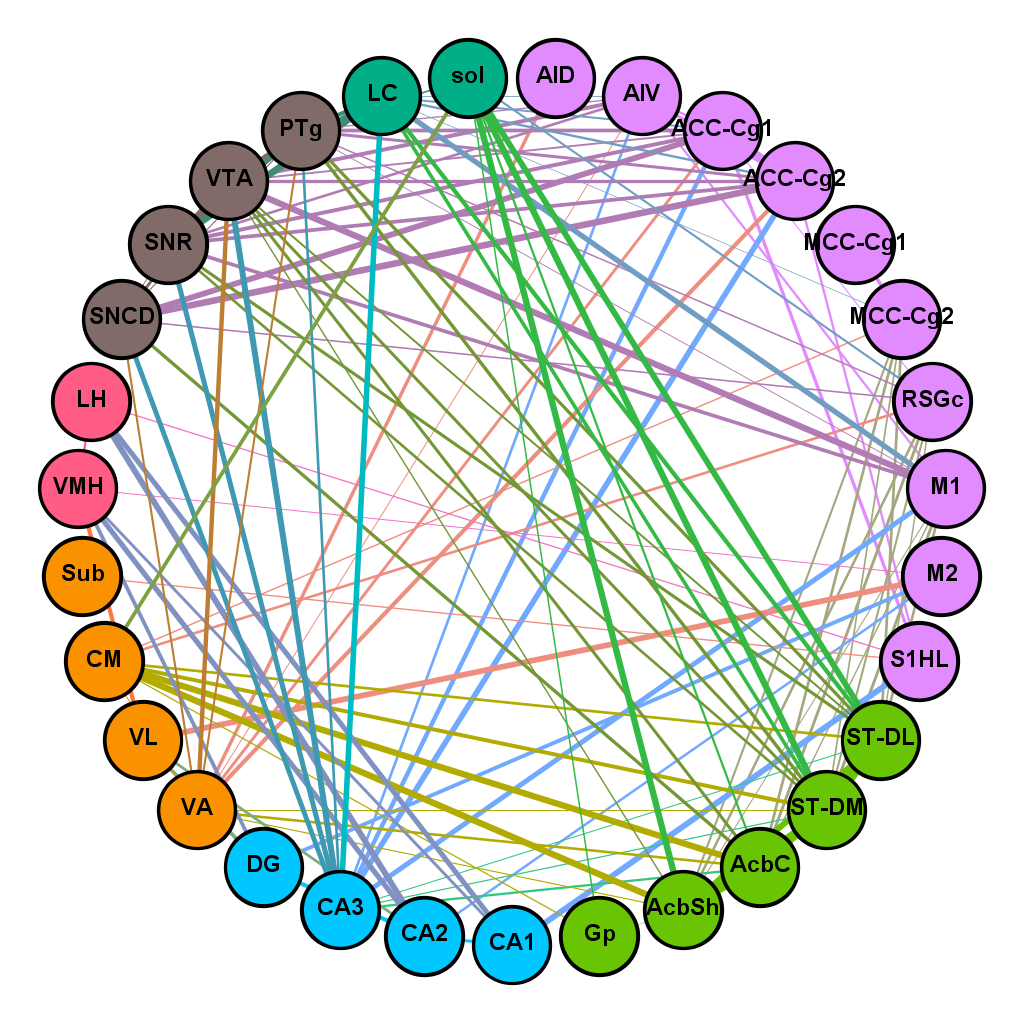 sol
AID
AIV
ACC-Cg1
ACC-Cg2
MCC-Cg1
MCC-Cg2
RSGc
M1
M2
S1HL
ST-DL
ST-DM
AcbC
AcbSh
Gp
CA1
CA2
CA3
DG
VA
VL
CM
Sub
VMH
LH
SNCD
SNR
VTA
PTg
LC